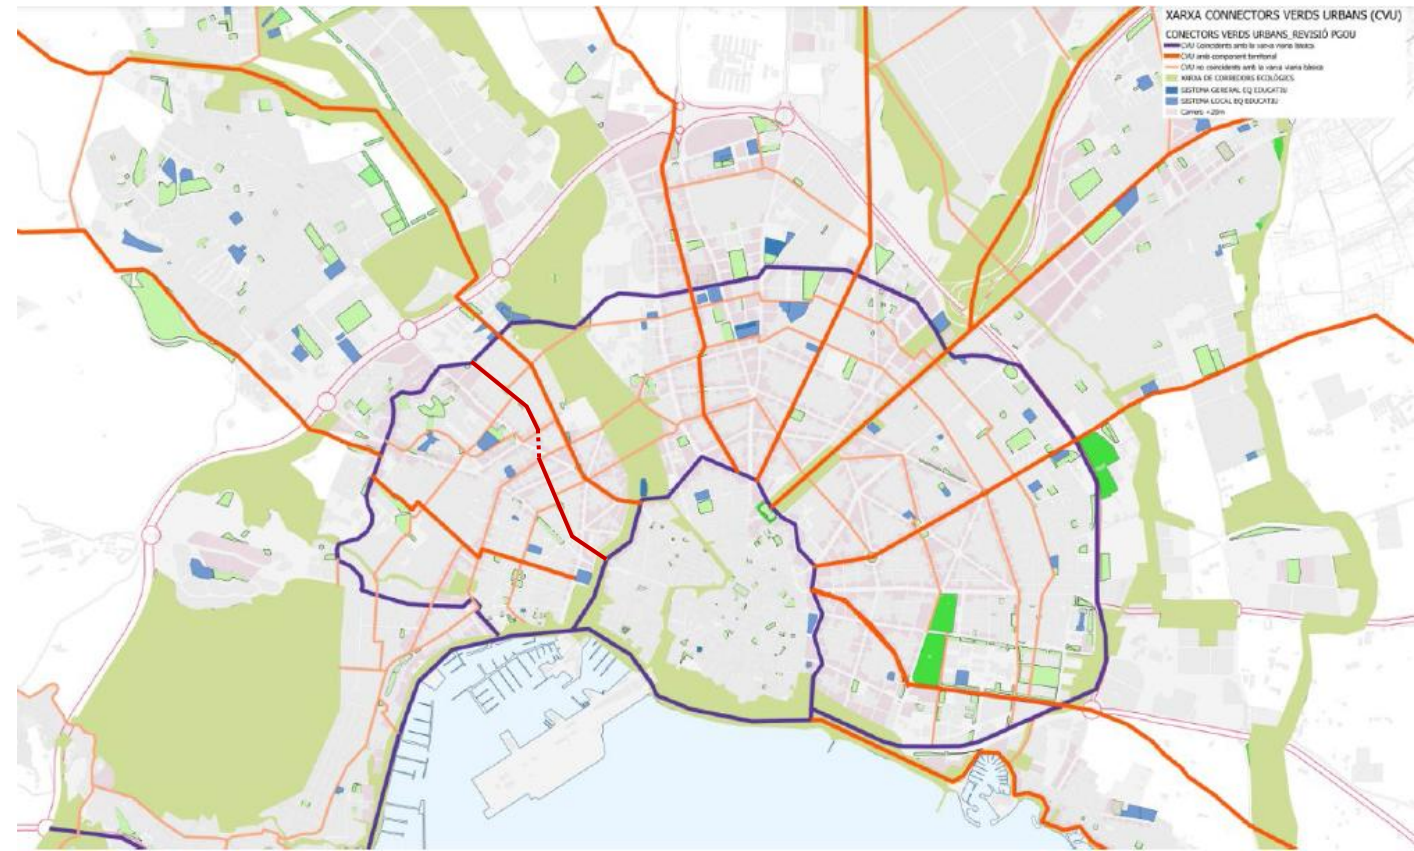 XARXA CONNECTORS VERDS URBANS (CVU)
CONECTORS VERDS URBANS_REVISIÓ PGOU
CVU Coincidents amb la xarxa viaria bàsica
CVU amb component territorial
CVU no coincidents amb la xarxa viaria bàsica
XARXA DE CORREDORS ECOLÒGICS
SISTEMA GENERAL EQ EDUCATIU
SISTEMA LOCAL EQ EDUCATIU
Carrers +20m